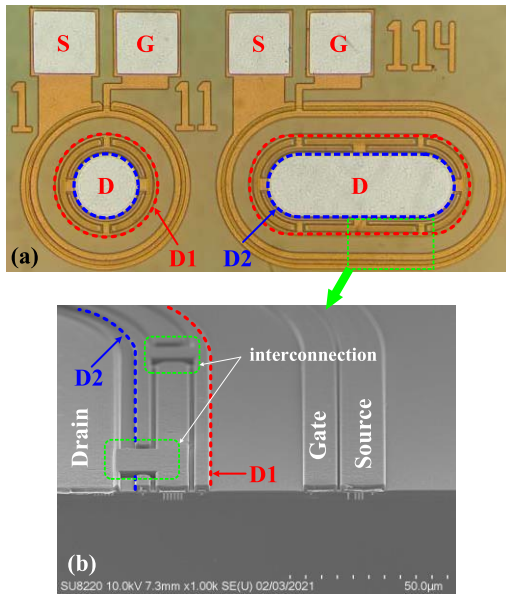 S G S G
1 11 114
D D
(a) D1 D2
interconnection
D2
Drain
Gate
Source
D1
(b)
SU8220 10.0kV 7.3mm x1.00k SE(U) 02/03/2021 50.0μm